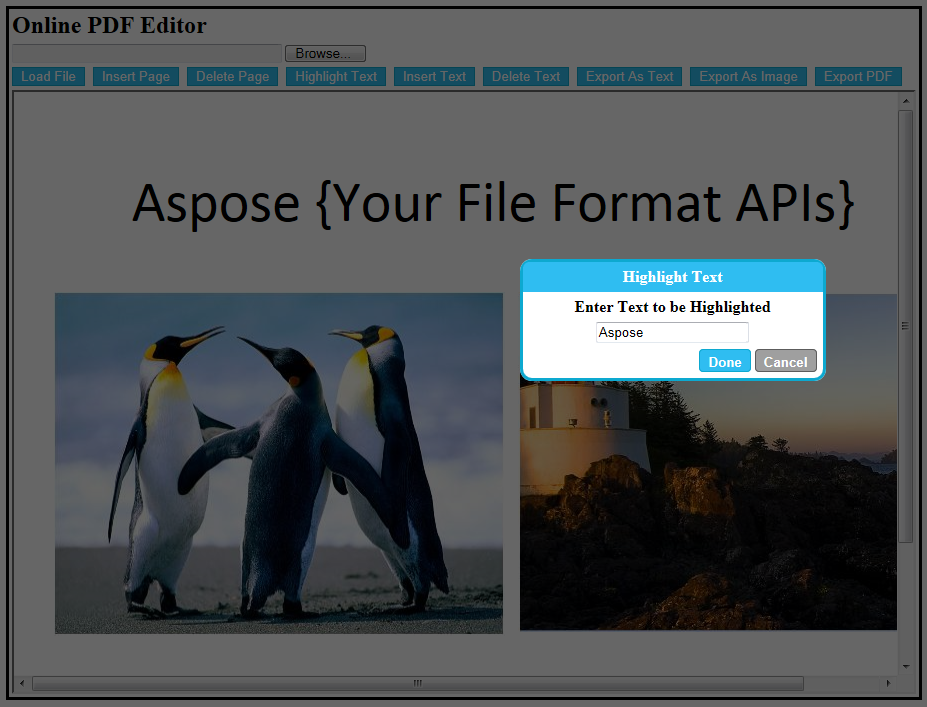 Online PDF Editor
Browse...
Load File Insert Page Delete Page Highlight Text Insert Text Delete Text Export As Text Export As Image Export PDF
Aspose {Your File Format APIs}
Highlight Text
Enter Text to be Highlighted
Aspose
Done Cancel